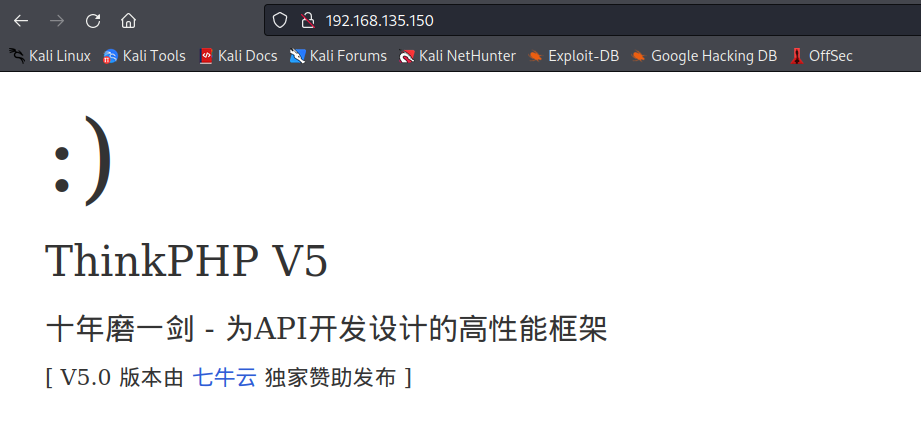 192.168.135.150
Kali Linux Kali Tools Kali Docs Kali Forums Kali NetHunter Exploit-DB Google Hacking DB OffSec
:)
ThinkPHP V5
十年磨一剑 - 为API开发设计的高性能框架
[ V5.0 版本由 七牛云 独家赞助发布 ]